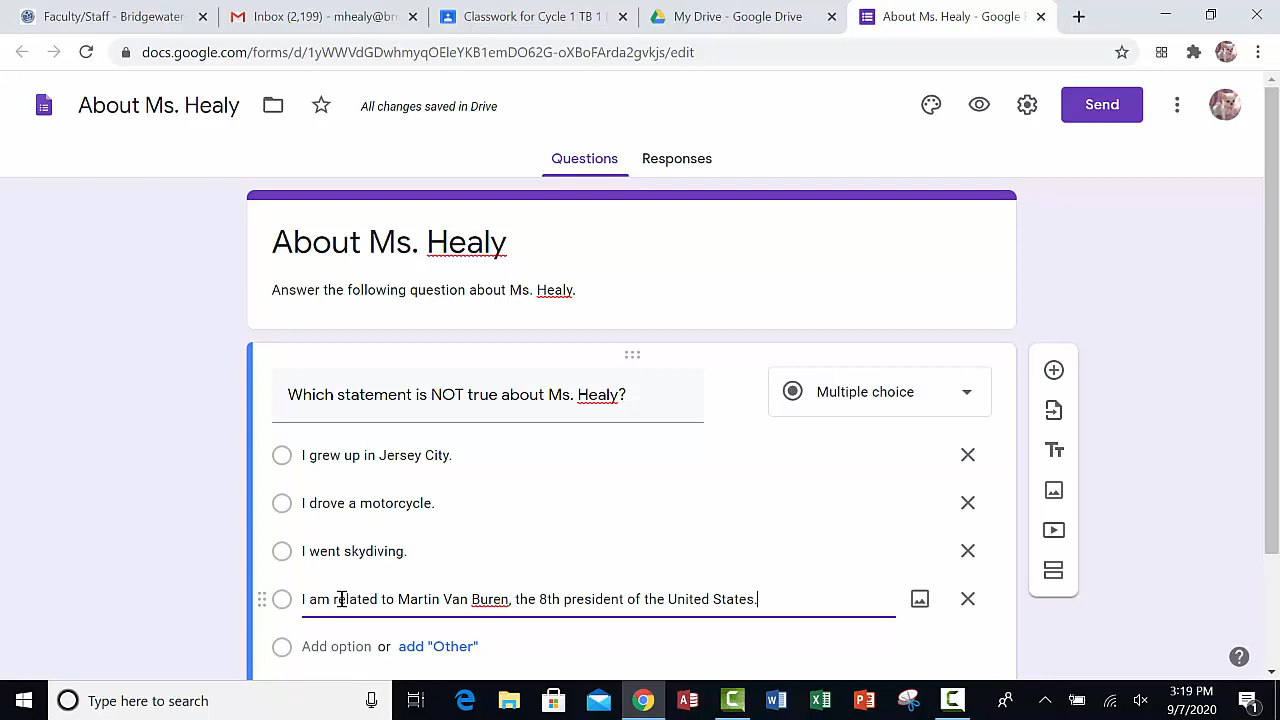 Faculty/Staff - Bridgewater
Inbox (2,199) - mhealy@b
Classwork for Cycle 1 TE
My Drive - Google Drive
About Ms. Healy - Google F
docs.google.com/forms/d/1yWWVdGDwhmyqOEleYKB1emDO62G-oXBoFArda2gvkjs/edit
About Ms. Healy
All changes saved in Drive
Send
Questions
Responses
About Ms. Healy
Answer the following question about Ms. Healy.
Which statement is NOT true about Ms. Healy?
Multiple choice
I grew up in Jersey City.
I drove a motorcycle.
I went skydiving.
I am related to Martin Van Buren, the 8th president of the United States.
Add option or add "Other"
Type here to search
3:19 PM
9/7/2020